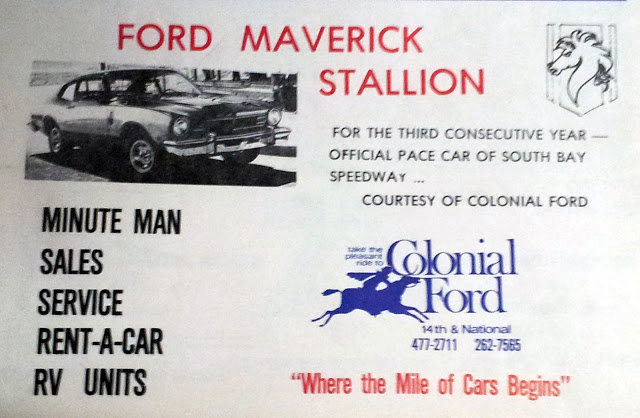 FORD MAVERICK
STALLION
FOR THE THIRD CONSECUTIVE YEAR —
OFFICIAL PACE CAR OF SOUTH BAY
SPEEDWAY ...
COURTESY OF COLONIAL FORD
MINUTE MAN
SALES
SERVICE
RENT-A-CAR
RV UNITS
take the
pleasant
ride to
Colonial
Ford
14th & National
477-2711 262-7565
"Where the Mile of Cars Begins"